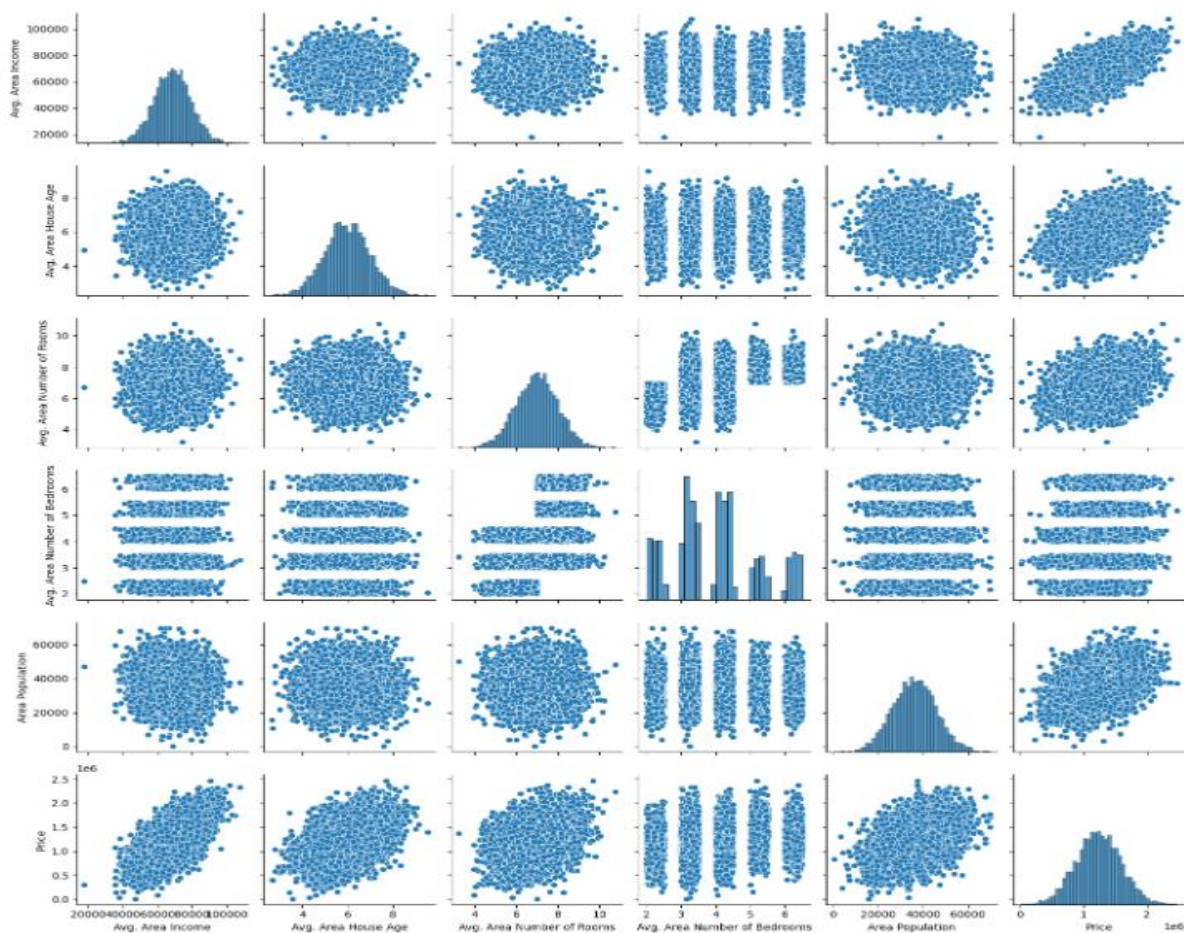 100000
80000
60000
40000
20000
Avg. Area Income
8
6
4
Avg. Area House Age
10
8
6
4
Avg. Area Number of Rooms
6
5
4
3
2
Avg. Area Number of Bedrooms
60000
40000
20000
0
Area Population
1e6
2.5
2.0
1.5
1.0
0.5
0.0
Price
20000 40000 60000 80000 100000
Avg. Area Income
4 6 8
Avg. Area House Age
4 6 8 10
Avg. Area Number of Rooms
2 3 4 5 6
Avg. Area Number of Bedrooms
0 20000 40000 60000
Area Population
0 1 2
Price
1e6